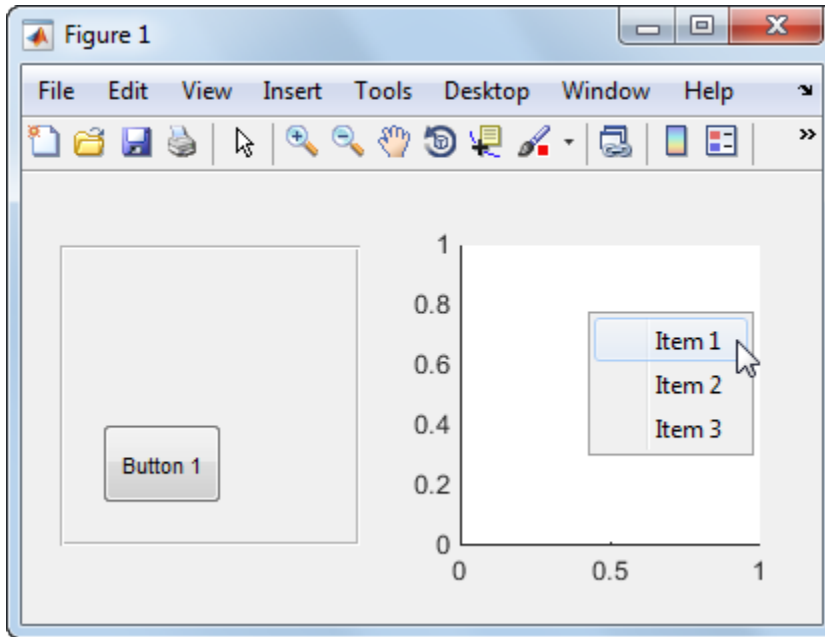 Figure 1
File Edit View Insert Tools Desktop Window Help
1
0.8
0.6
0.4
0.2
0
0 0.5 1
Item 1
Item 2
Item 3
Button 1